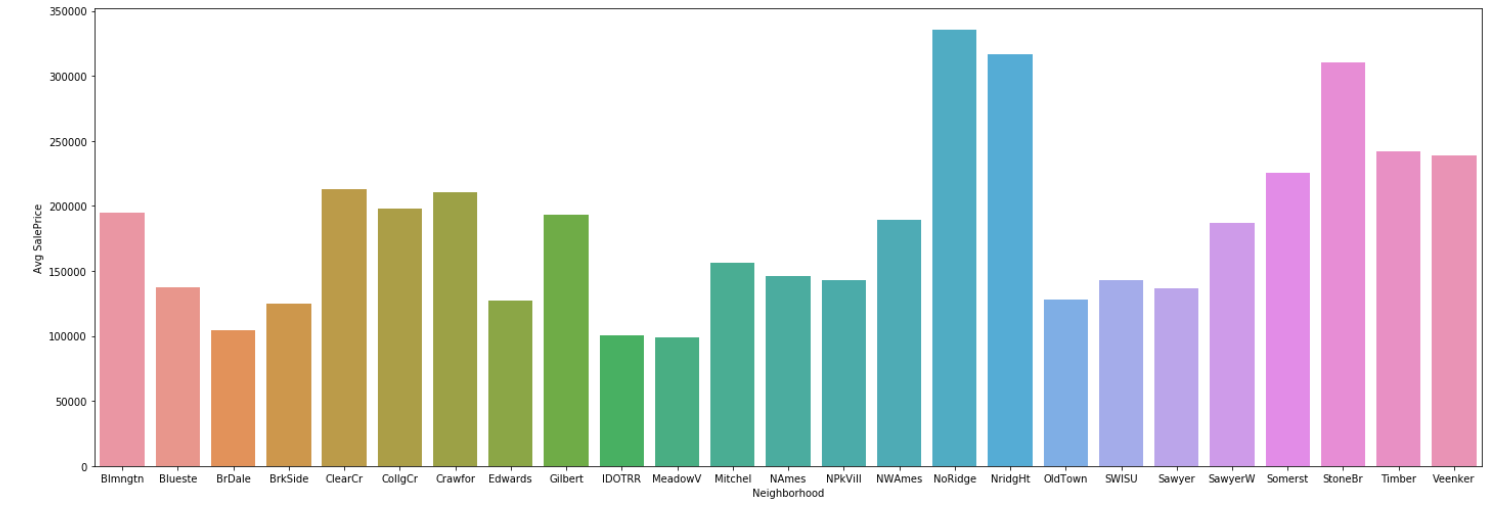 350000
300000
250000
200000
150000
100000
50000
0
Avg SalePrice
Blmngtn Blueste BrDale BrkSide ClearCr CollgCr Crawfor Edwards Gilbert IDOTRR MeadowV Mitchel NAmes NPkVill NWAmes NoRidge NridgHt OldTown SWISU Sawyer SawyerW Somerst StoneBr Timber Veenker
Neighborhood